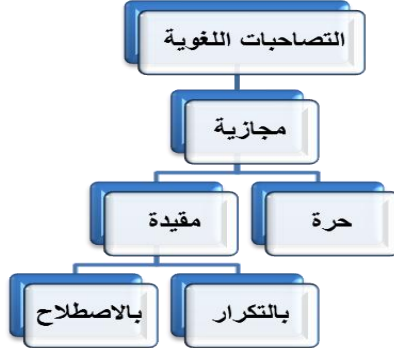 التصاحبات اللغوية
مجازية
حرة
مقيدة
بالتكرار
بالاصطلاح